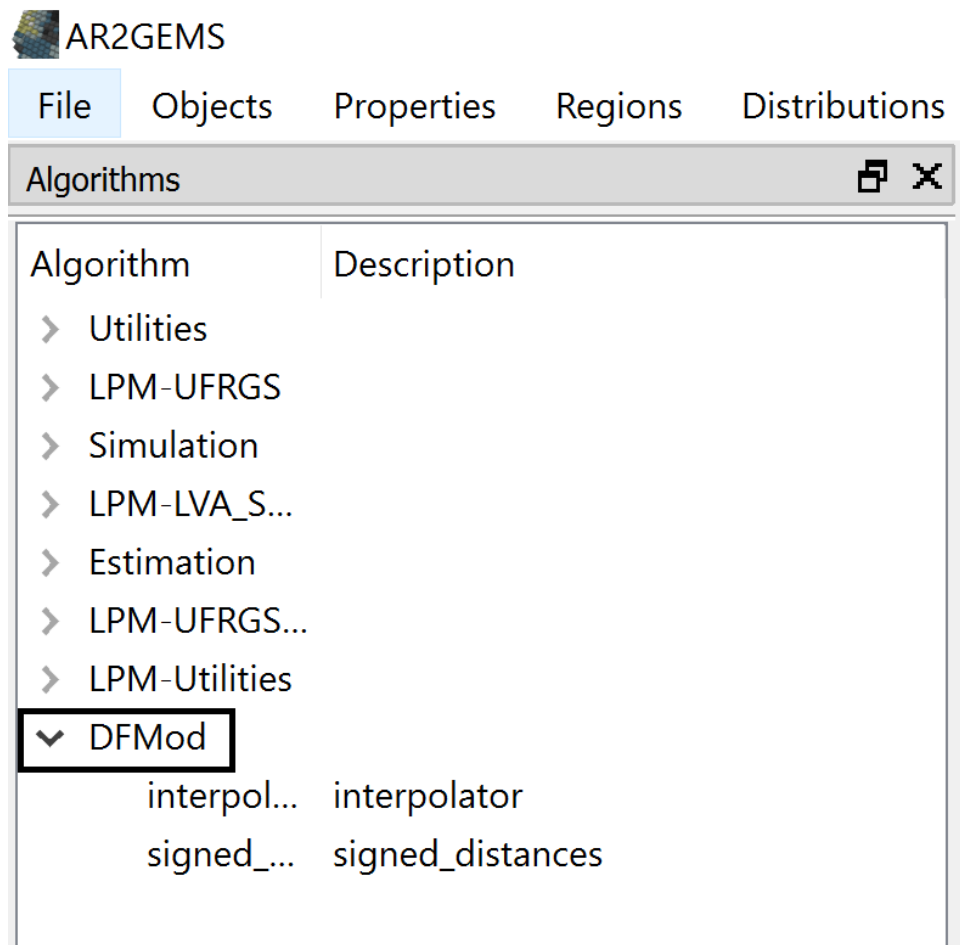 AR2GEMS
File Objects Properties Regions Distributions
Algorithms
Algorithm Description
Utilities
LPM-UFRGS
Simulation
LPM-LVA_S...
Estimation
LPM-UFRGS...
LPM-Utilities
DFMod
interpol... interpolator
signed_... signed_distances